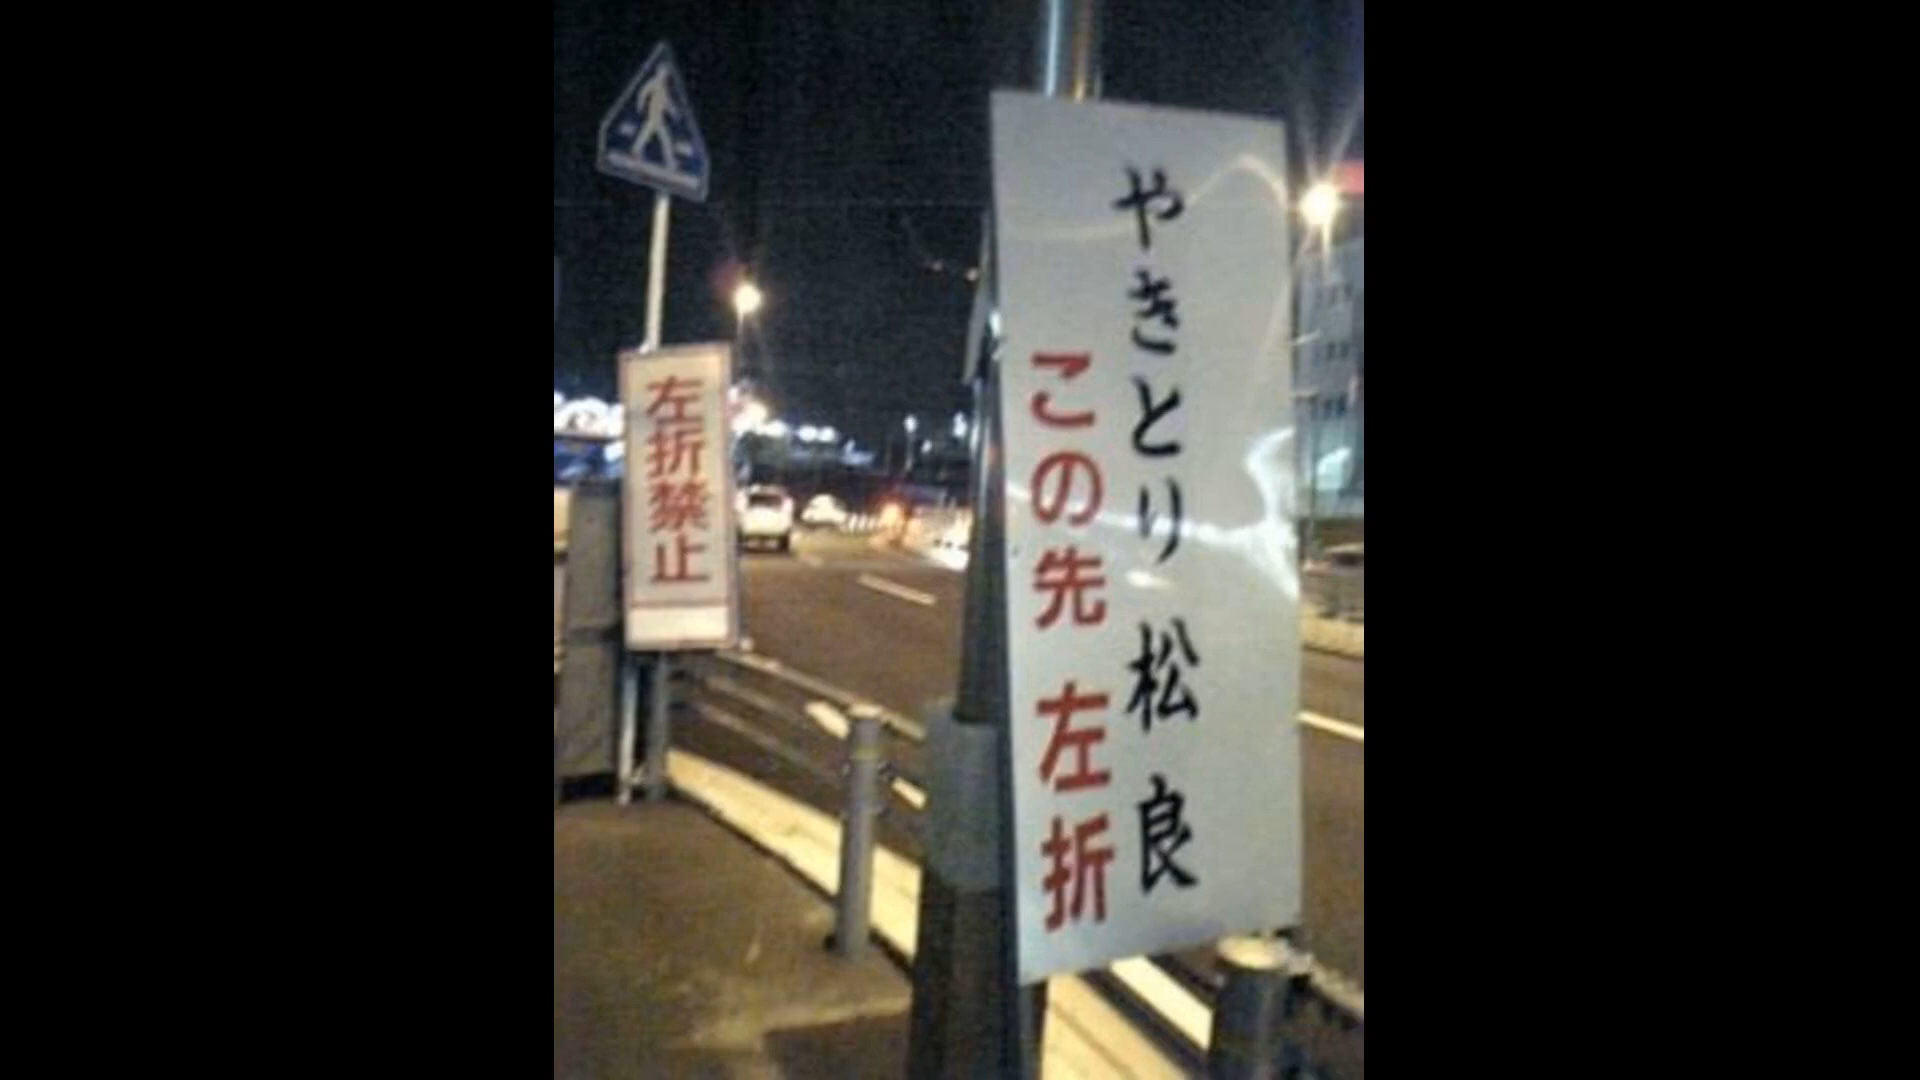 やきとり 松良
この先 左折
左折禁止